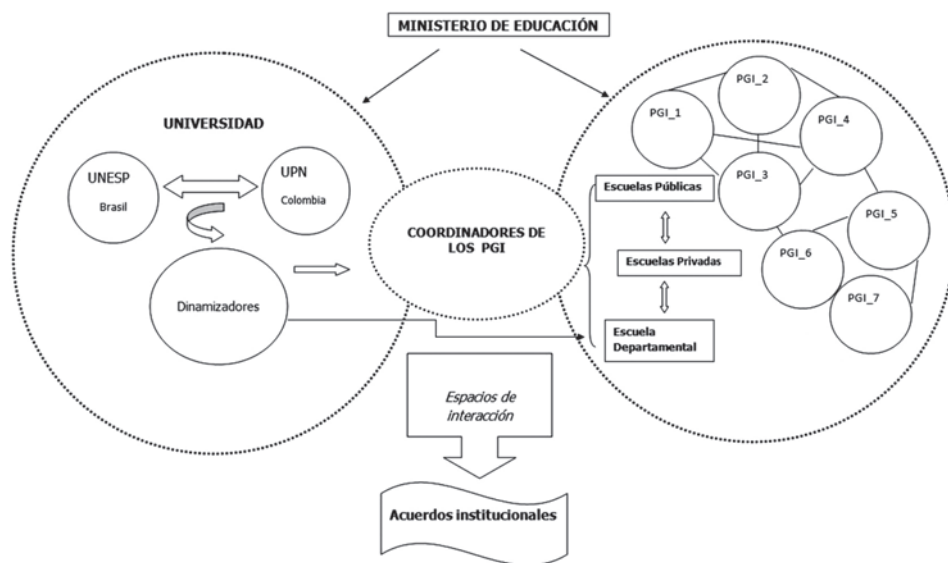 MINISTERIO DE EDUCACIÓN
UNIVERSIDAD
UNESP
Brasil
UPN
Colombia
Dinamizadores
COORDINADORES DE
LOS PGI
PGI_1
PGI_2
PGI_4
PGI_3
PGI_5
PGI_6
PGI_7
Escuelas Públicas
Escuelas Privadas
Escuela
Departamental
Espacios de
interacción
Acuerdos institucionales